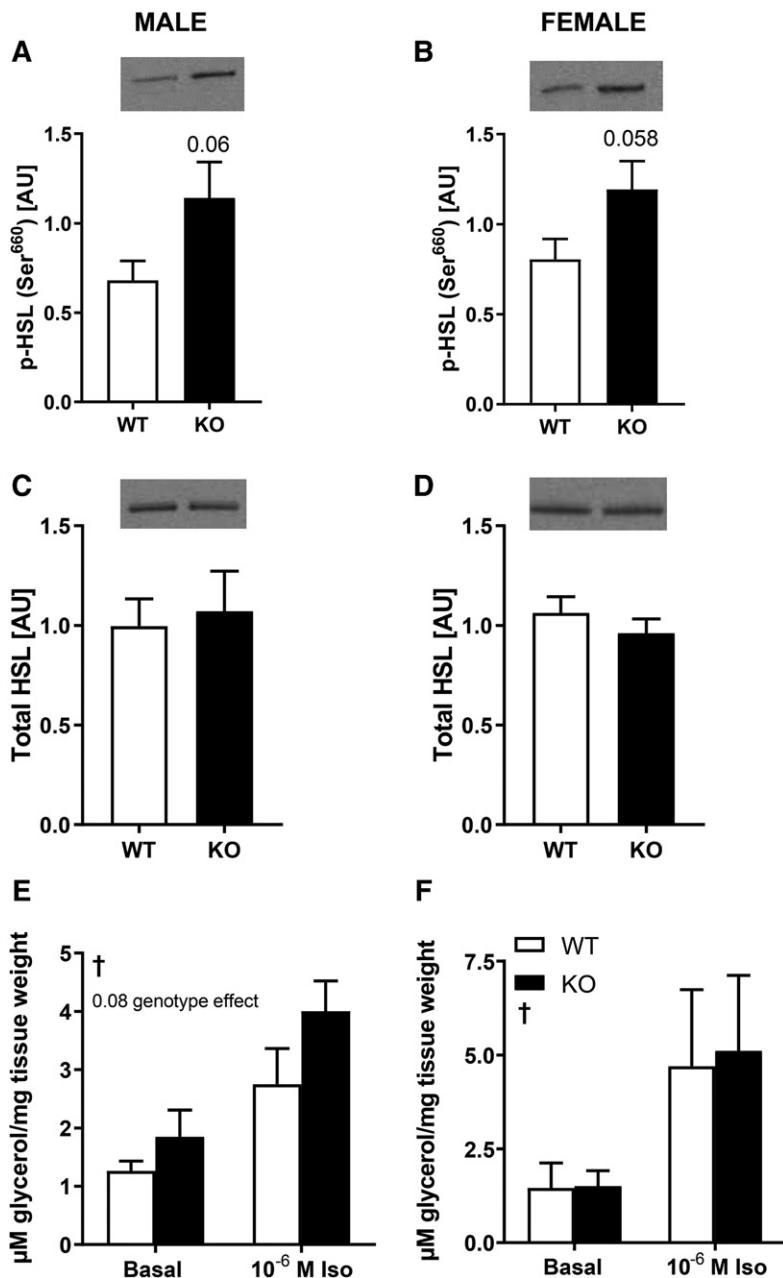 MALE
FEMALE
A
B
p-HSL (Ser⁶⁶⁰) [AU]
1.5
1.0
0.5
0.0
0.06
WT
KO
p-HSL (Ser⁶⁶⁰) [AU]
1.5
1.0
0.5
0.0
0.058
WT
KO
C
D
Total HSL [AU]
1.5
1.0
0.5
0.0
WT
KO
Total HSL [AU]
1.5
1.0
0.5
0.0
WT
KO
E
F
µM glycerol/mg tissue weight
5
4
3
2
1
0
†
0.08 genotype effect
Basal
10⁻⁶ M Iso
µM glycerol/mg tissue weight
7.5
5.0
2.5
0
WT
KO
†
Basal
10⁻⁶ M Iso